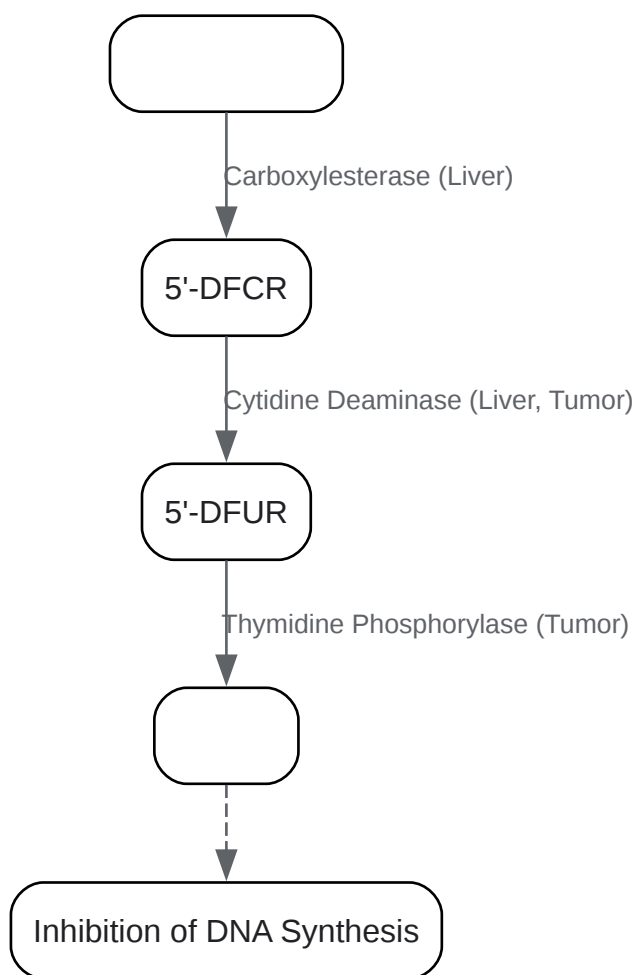 Carboxylesterase (Liver)
5'-DFCR
Cytidine Deaminase (Liver, Tumor)
5'-DFUR
Thymidine Phosphorylase (Tumor)
Inhibition of DNA Synthesis